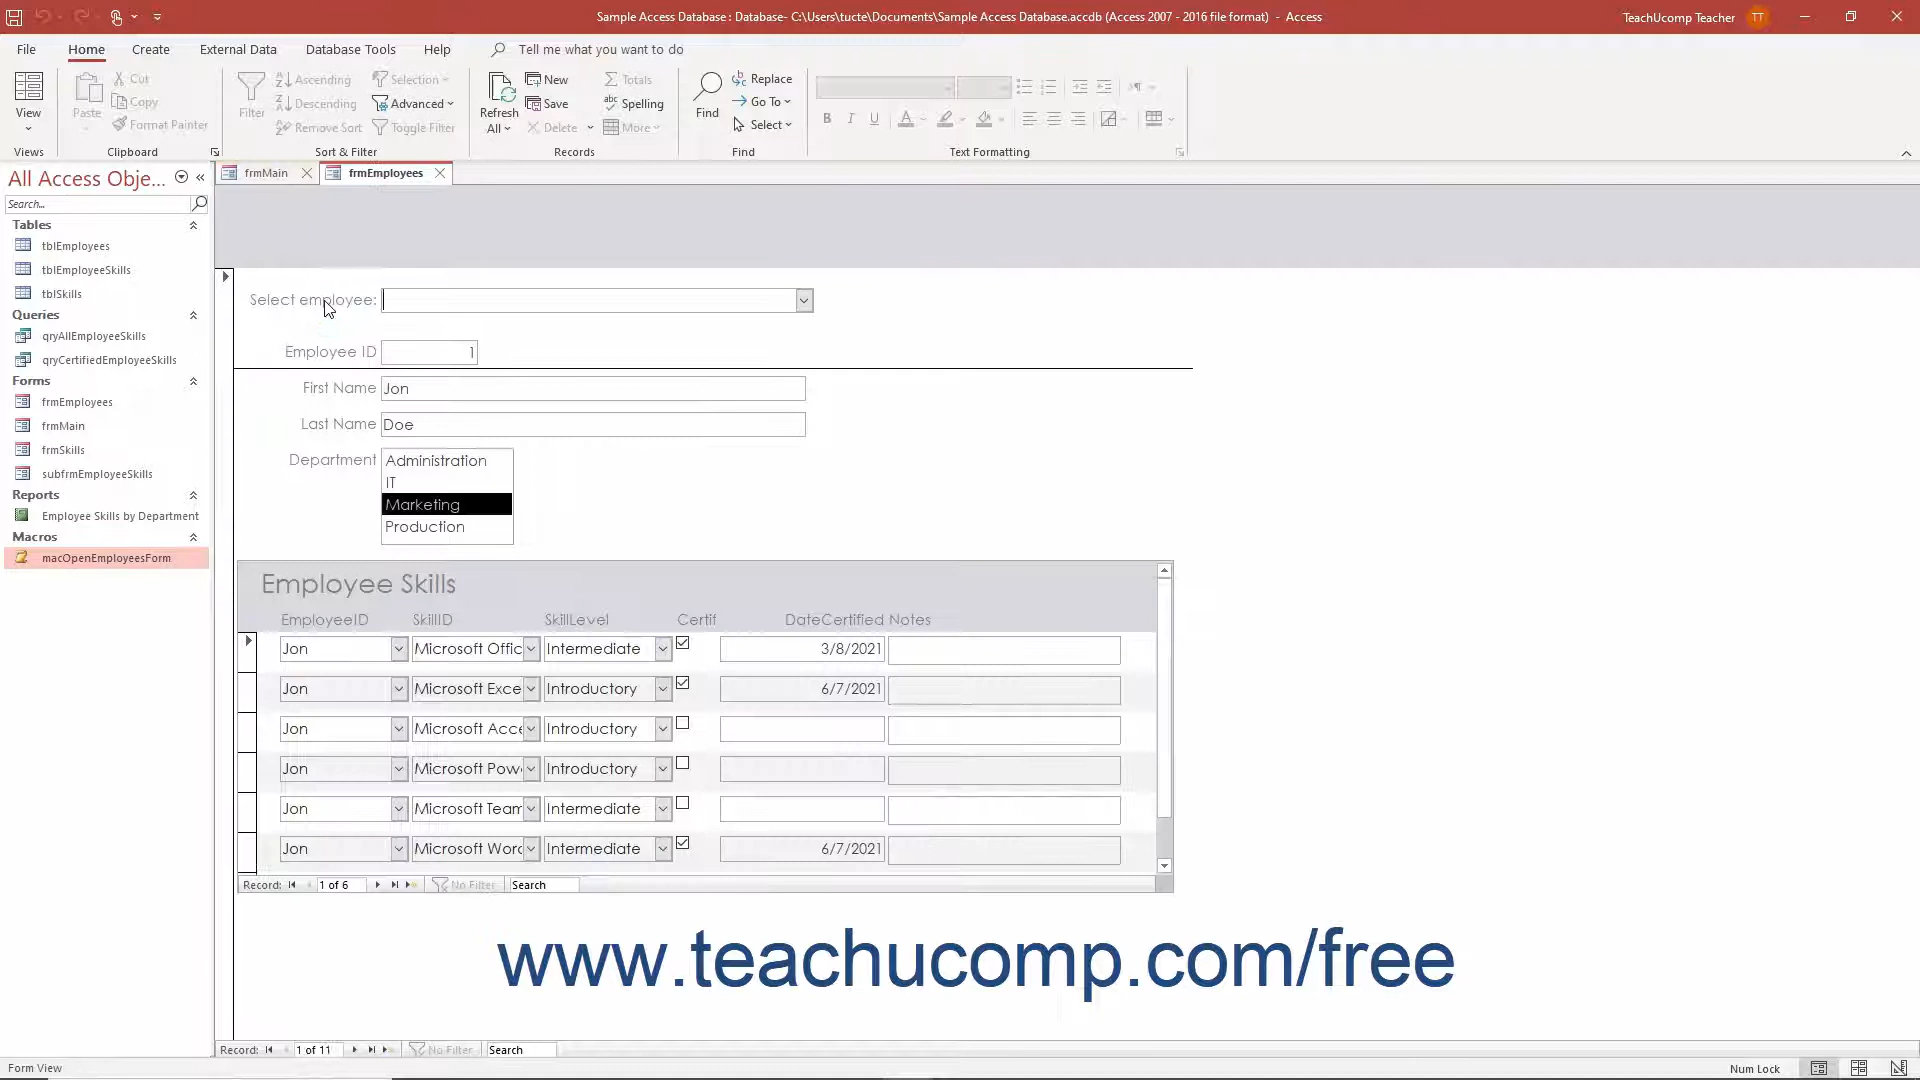 Sample Access Database : Database- C:\Users\tucte\Documents\Sample Access Database.accdb (Access 2007 - 2016 file format) - Access
TeachUcomp Teacher TT
File Home Create External Data Database Tools Help Tell me what you want to do
View
Views
Paste
Cut
Copy
Format Painter
Clipboard
Filter
Ascending
Descending
Remove Sort
Selection
Advanced
Toggle Filter
Sort & Filter
Refresh
All
New
Save
Delete
Totals
Spelling
More
Records
Find
Replace
Go To
Select
Find
B I U A
Text Formatting
All Access Obje...
Search...
Tables
tblEmployees
tblEmployeeSkills
tblSkills
Queries
qryAllEmployeeSkills
qryCertifiedEmployeeSkills
Forms
frmEmployees
frmMain
frmSkills
subfrmEmployeeSkills
Reports
Employee Skills by Department
Macros
macOpenEmployeesForm
frmMain frmEmployees
Select employee:
Employee ID 1
First Name Jon
Last Name Doe
Department Administration
IT
Marketing
Production
Employee Skills
EmployeeID SkillID SkillLevel Certif DateCertified Notes
Jon Microsoft Offic Intermediate 3/8/2021
Jon Microsoft Exce Introductory 6/7/2021
Jon Microsoft Acce Introductory
Jon Microsoft Pow Introductory
Jon Microsoft Team Intermediate
Jon Microsoft Word Intermediate 6/7/2021
Record: 1 of 6 No Filter Search
www.teachucomp.com/free
Record: 1 of 11 No Filter Search
Form View Num Lock